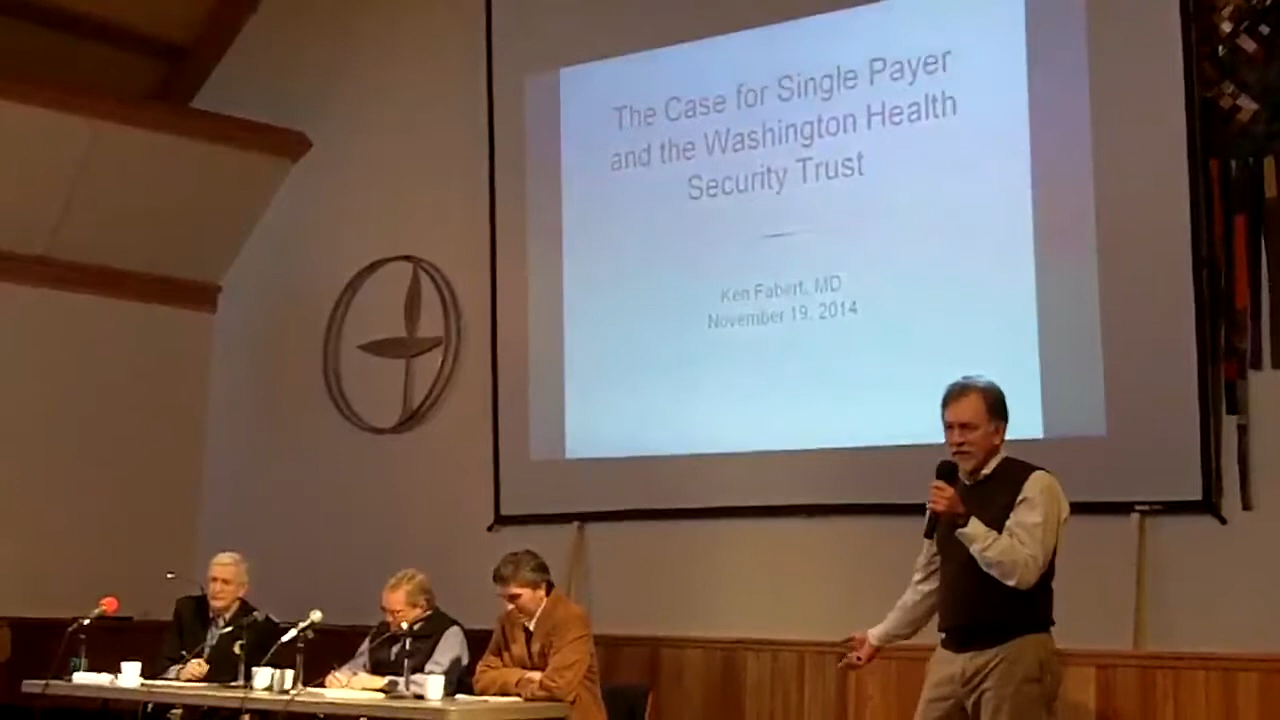 The Case for Single Payer
and the Washington Health
Security Trust
Ken Fabert, MD
November 19, 2014